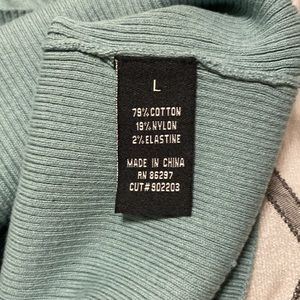 L
79% COTTON
19% NYLON
2% ELASTINE
MADE IN CHINA
RN 86297
CUT# 902203